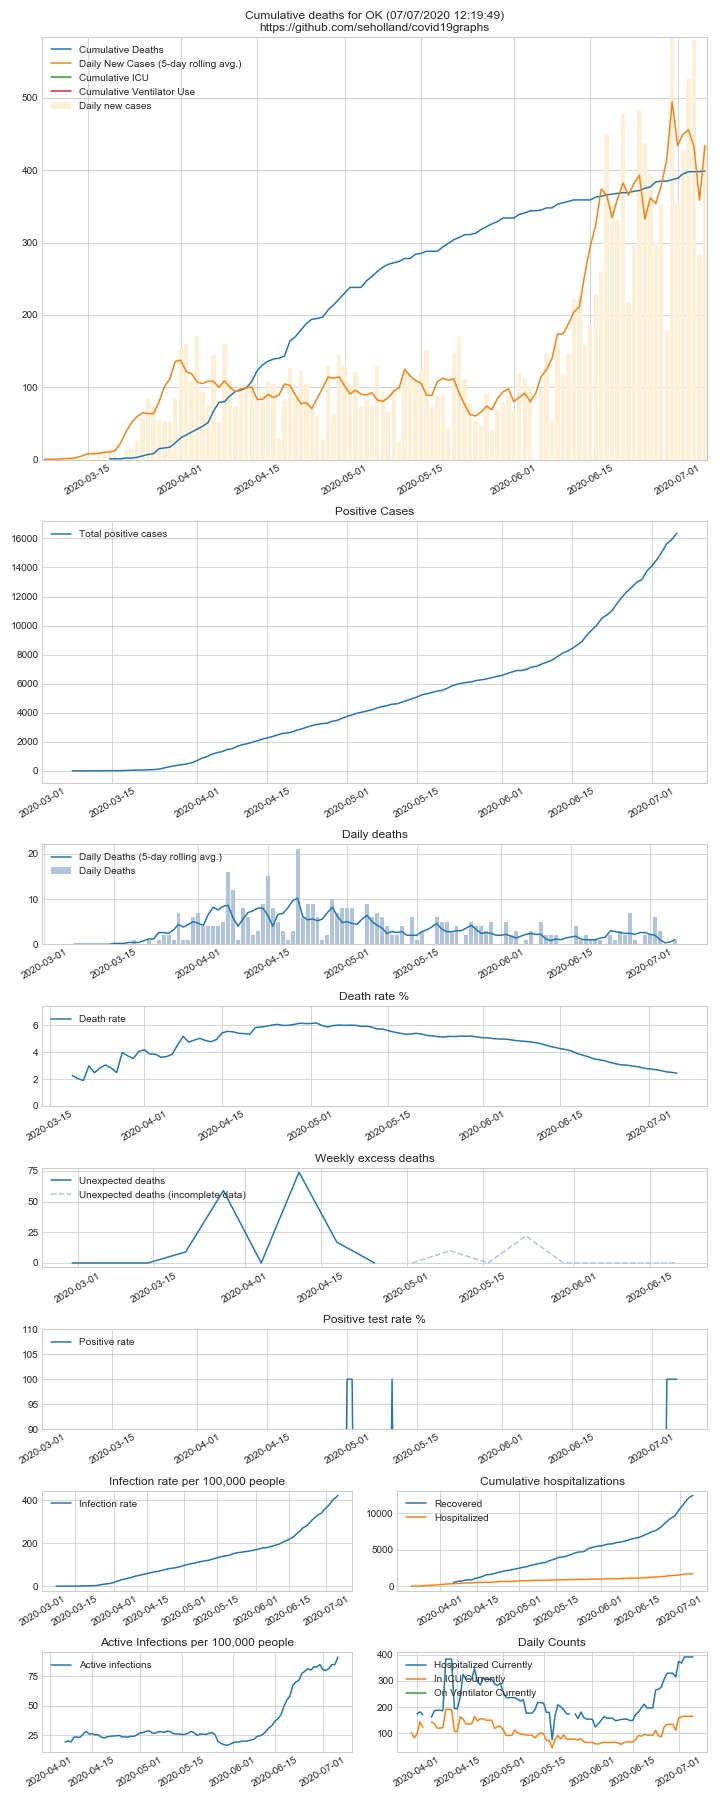 Cumulative deaths for OK (07/07/2020 12:19:49)
https://github.com/seholland/covid19graphs
Cumulative Deaths
Daily New Cases (5-day rolling avg.)
Cumulative ICU
Cumulative Ventilator Use
Daily new cases
500
400
300
200
100
0
2020-03-15 2020-04-01 2020-04-15 2020-05-01 2020-05-15 2020-06-01 2020-06-15 2020-07-01
Positive Cases
Total positive cases
16000
14000
12000
10000
8000
6000
4000
2000
0
2020-03-01 2020-03-15 2020-04-01 2020-04-15 2020-05-01 2020-05-15 2020-06-01 2020-06-15 2020-07-01
Daily deaths
Daily Deaths (5-day rolling avg.)
Daily Deaths
20
10
0
2020-03-01 2020-03-15 2020-04-01 2020-04-15 2020-05-01 2020-05-15 2020-06-01 2020-06-15 2020-07-01
Death rate %
Death rate
6
4
2
0
2020-03-15 2020-04-01 2020-04-15 2020-05-01 2020-05-15 2020-06-01 2020-06-15 2020-07-01
Weekly excess deaths
Unexpected deaths
Unexpected deaths (incomplete data)
75
50
25
0
2020-03-01 2020-03-15 2020-04-01 2020-04-15 2020-05-01 2020-05-15 2020-06-01 2020-06-15
Positive test rate %
Positive rate
110
105
100
95
90
2020-03-01 2020-03-15 2020-04-01 2020-04-15 2020-05-01 2020-05-15 2020-06-01 2020-06-15 2020-07-01
Infection rate per 100,000 people
Infection rate
400
200
0
2020-03-01 2020-03-15 2020-04-01 2020-04-15 2020-05-01 2020-05-15 2020-06-01 2020-06-15 2020-07-01
Cumulative hospitalizations
Recovered
Hospitalized
10000
5000
0
2020-04-01 2020-04-15 2020-05-01 2020-05-15 2020-06-01 2020-06-15 2020-07-01
Active Infections per 100,000 people
Active infections
75
50
25
2020-04-01 2020-04-15 2020-05-01 2020-05-15 2020-06-01 2020-06-15 2020-07-01
Daily Counts
Hospitalized Currently
In ICU Currently
On Ventilator Currently
400
300
200
100
2020-04-01 2020-04-15 2020-05-01 2020-05-15 2020-06-01 2020-06-15 2020-07-01